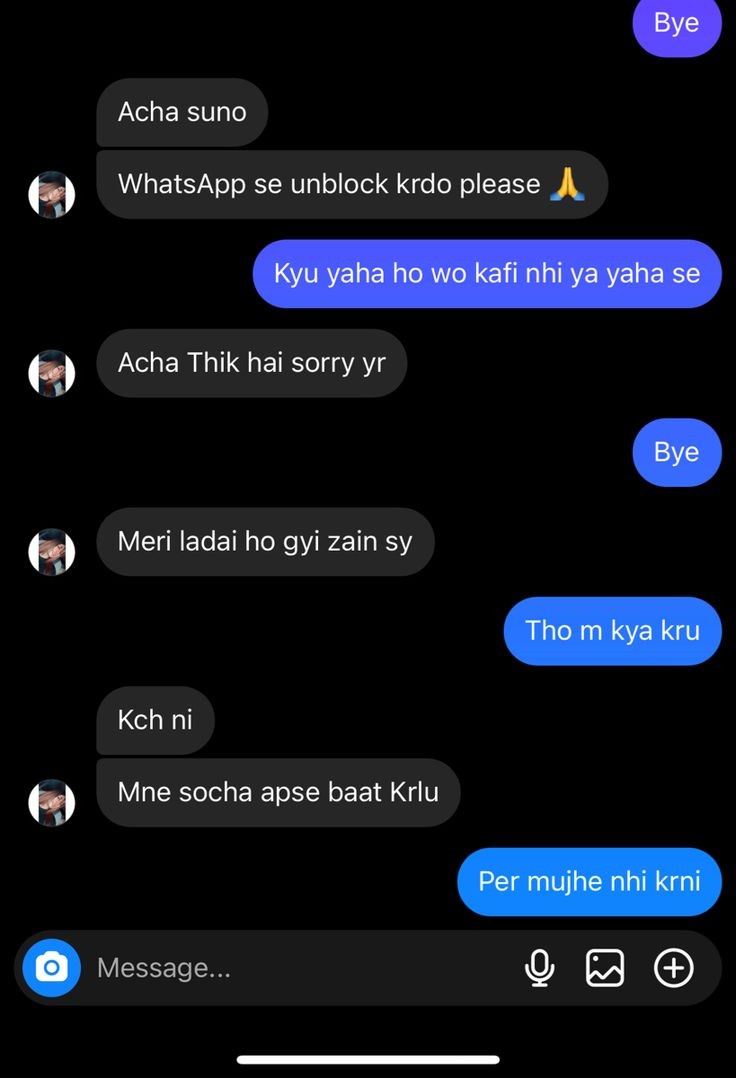 Bye
Acha suno
WhatsApp se unblock krdo please 🙏
Kyu yaha ho wo kafi nhi ya yaha se
Acha Thik hai sorry yr
Bye
Meri ladai ho gyi zain sy
Tho m kya kru
Kch ni
Mne socha apse baat Krlu
Per mujhe nhi krni
Message...